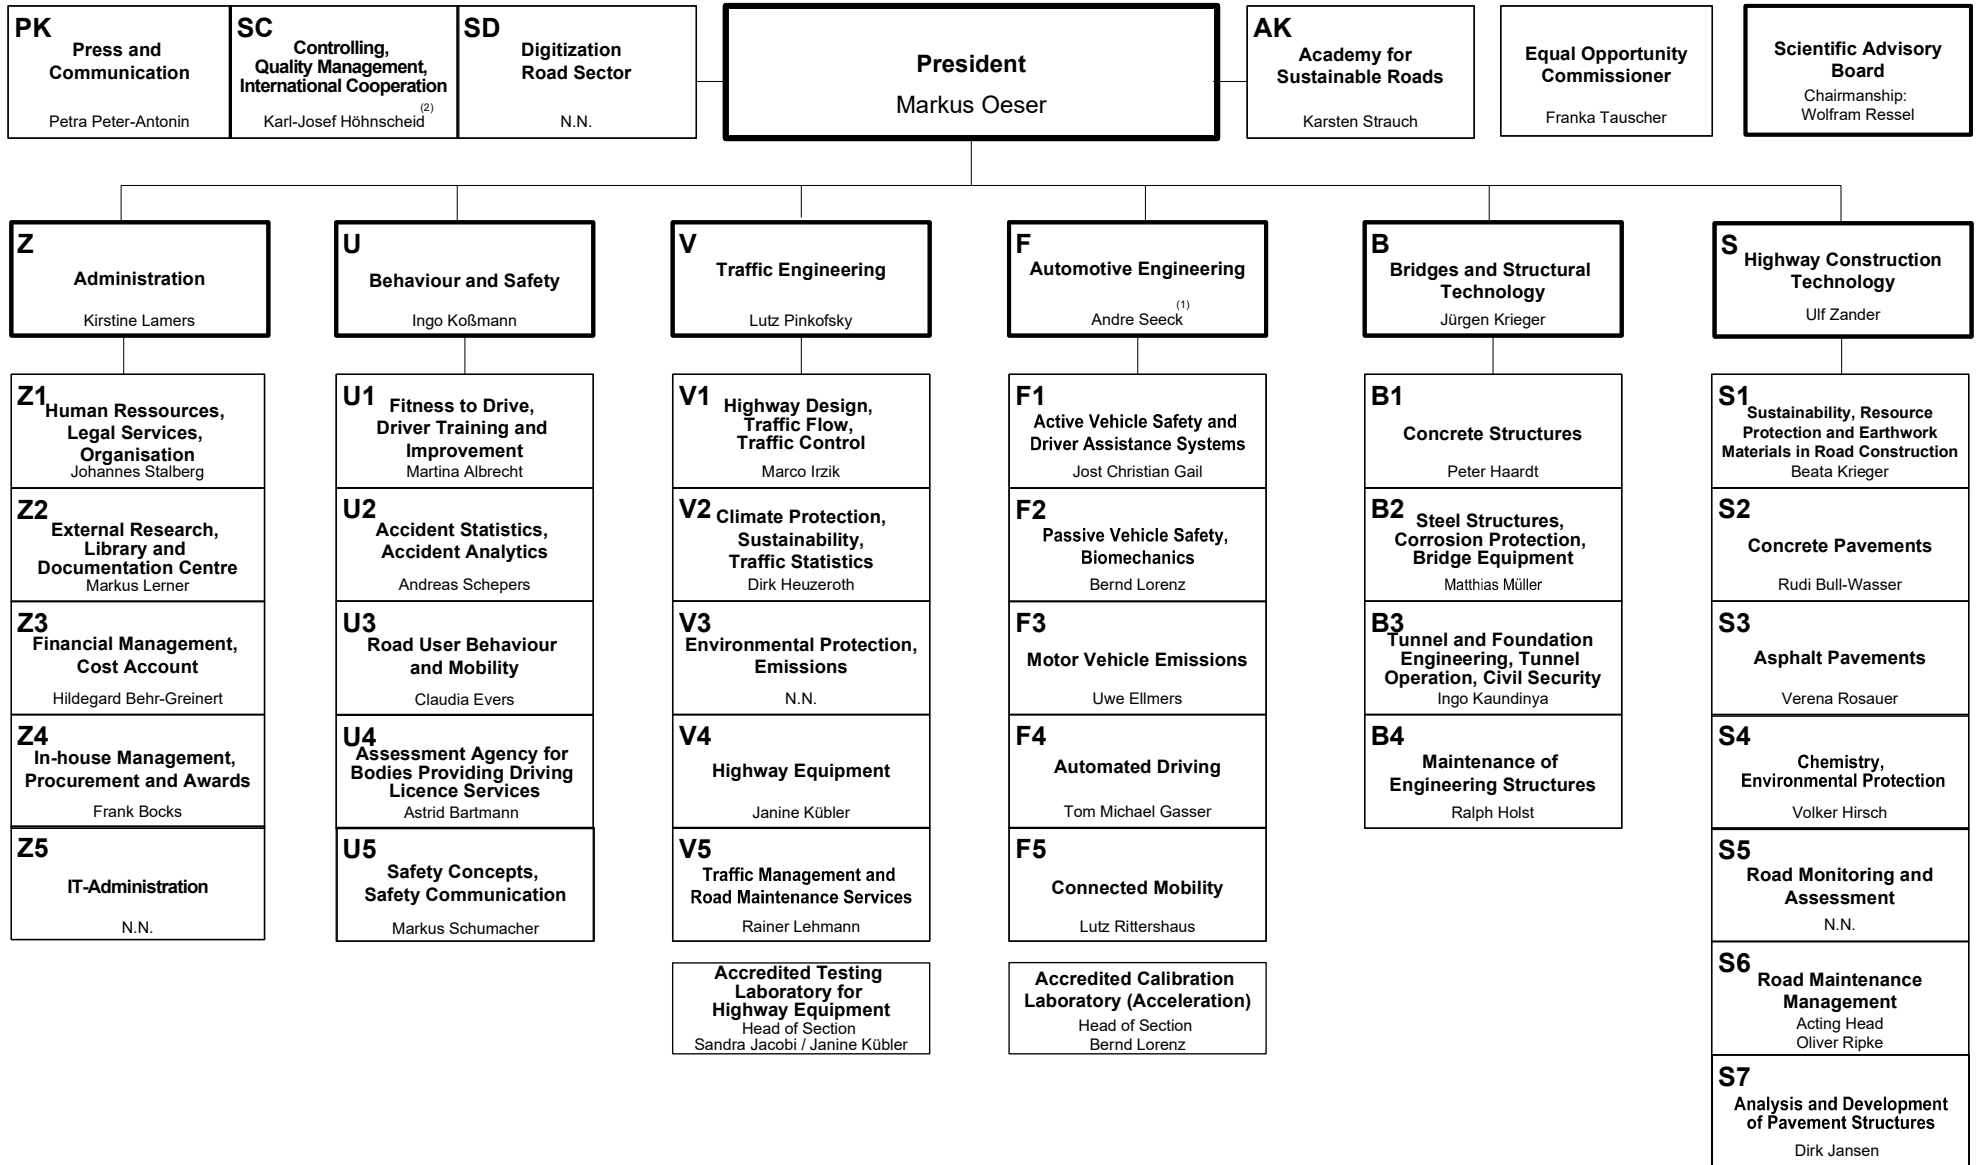 PK
Press and
Communication
Petra Peter-Antonin
SC
Controlling,
Quality Management,
International Cooperation
(2)
Karl-Josef Höhnscheid
SD
Digitization
Road Sector
N.N.
President
Markus Oeser
AK
Academy for
Sustainable Roads
Karsten Strauch
Equal Opportunity
Commissioner
Franka Tauscher
Scientific Advisory
Board
Chairmanship:
Wolfram Ressel
Z
Administration
Kirstine Lamers
U
Behaviour and Safety
Ingo Koßmann
V
Traffic Engineering
Lutz Pinkofsky
F
Automotive Engineering
(1)
Andre Seeck
B
Bridges and Structural
Technology
Jürgen Krieger
S
Highway Construction
Technology
Ulf Zander
Z1
Human Ressources,
Legal Services,
Organisation
Johannes Stalberg
Z2
External Research,
Library and
Documentation Centre
Markus Lerner
Z3
Financial Management,
Cost Account
Hildegard Behr-Greinert
Z4
In-house Management,
Procurement and Awards
Frank Bocks
Z5
IT-Administration
N.N.
U1
Fitness to Drive,
Driver Training and
Improvement
Martina Albrecht
U2
Accident Statistics,
Accident Analytics
Andreas Schepers
U3
Road User Behaviour
and Mobility
Claudia Evers
U4
Assessment Agency for
Bodies Providing Driving
Licence Services
Astrid Bartmann
U5
Safety Concepts,
Safety Communication
Markus Schumacher
V1
Highway Design,
Traffic Flow,
Traffic Control
Marco Irzik
V2
Climate Protection,
Sustainability,
Traffic Statistics
Dirk Heuzeroth
V3
Environmental Protection,
Emissions
N.N.
V4
Highway Equipment
Janine Kübler
V5
Traffic Management and
Road Maintenance Services
Rainer Lehmann
Accredited Testing
Laboratory for
Highway Equipment
Head of Section
Sandra Jacobi / Janine Kübler
F1
Active Vehicle Safety and
Driver Assistance Systems
Jost Christian Gail
F2
Passive Vehicle Safety,
Biomechanics
Bernd Lorenz
F3
Motor Vehicle Emissions
Uwe Ellmers
F4
Automated Driving
Tom Michael Gasser
F5
Connected Mobility
Lutz Rittershaus
Accredited Calibration
Laboratory (Acceleration)
Head of Section
Bernd Lorenz
B1
Concrete Structures
Peter Haardt
B2
Steel Structures,
Corrosion Protection,
Bridge Equipment
Matthias Müller
B3
Tunnel and Foundation
Engineering, Tunnel
Operation, Civil Security
Ingo Kaundinya
B4
Maintenance of
Engineering Structures
Ralph Holst
S1
Sustainability, Resource
Protection and Earthwork
Materials in Road Construction
Beata Krieger
S2
Concrete Pavements
Rudi Bull-Wasser
S3
Asphalt Pavements
Verena Rosauer
S4
Chemistry,
Environmental Protection
Volker Hirsch
S5
Road Monitoring and
Assessment
N.N.
S6
Road Maintenance
Management
Acting Head
Oliver Ripke
S7
Analysis and Development
of Pavement Structures
Dirk Jansen